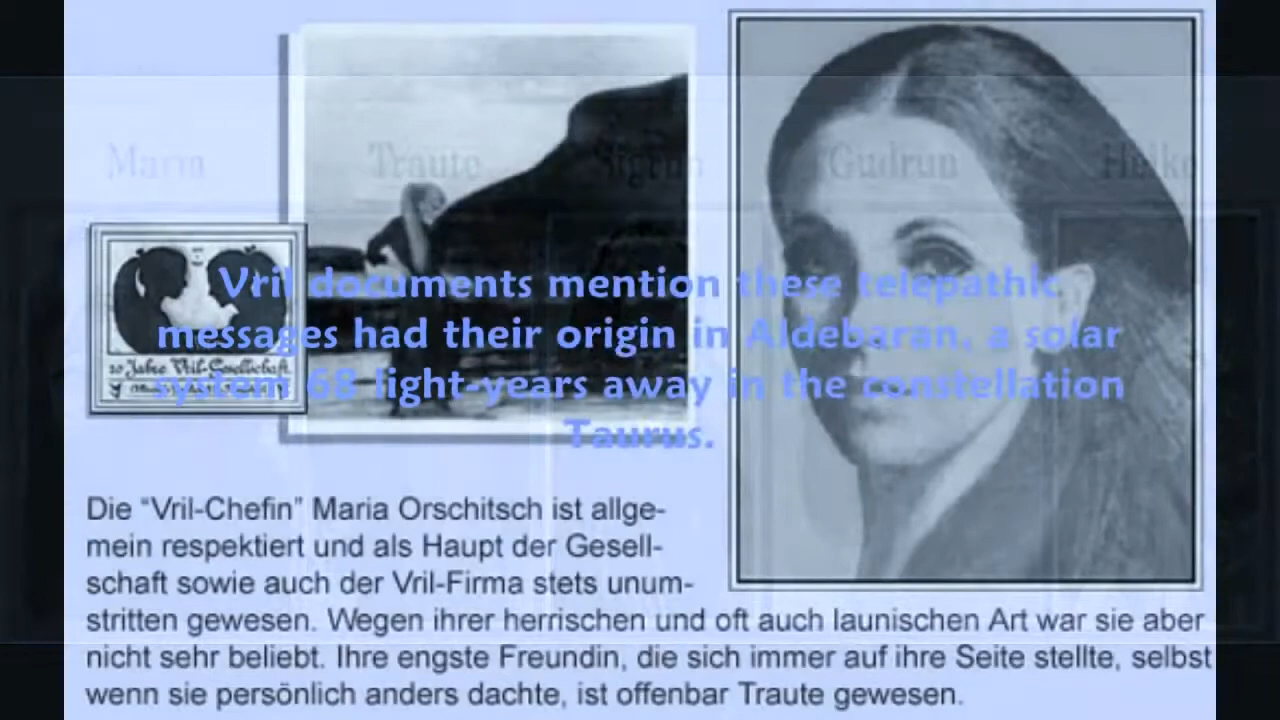 Maria Traute Sigrun Gudrun Heike
Vril documents mention these telepathic
messages had their origin in Aldebaran, a solar
system 68 light-years away in the constellation
Taurus.
20 Jahre Vril-Gesellschaft
Die “Vril-Chefin” Maria Orschitsch ist allge-
mein respektiert und als Haupt der Gesell-
schaft sowie auch der Vril-Firma stets unum-
stritten gewesen. Wegen ihrer herrischen und oft auch launischen Art war sie aber
nicht sehr beliebt. Ihre engste Freundin, die sich immer auf ihre Seite stellte, selbst
wenn sie persönlich anders dachte, ist offenbar Traute gewesen.